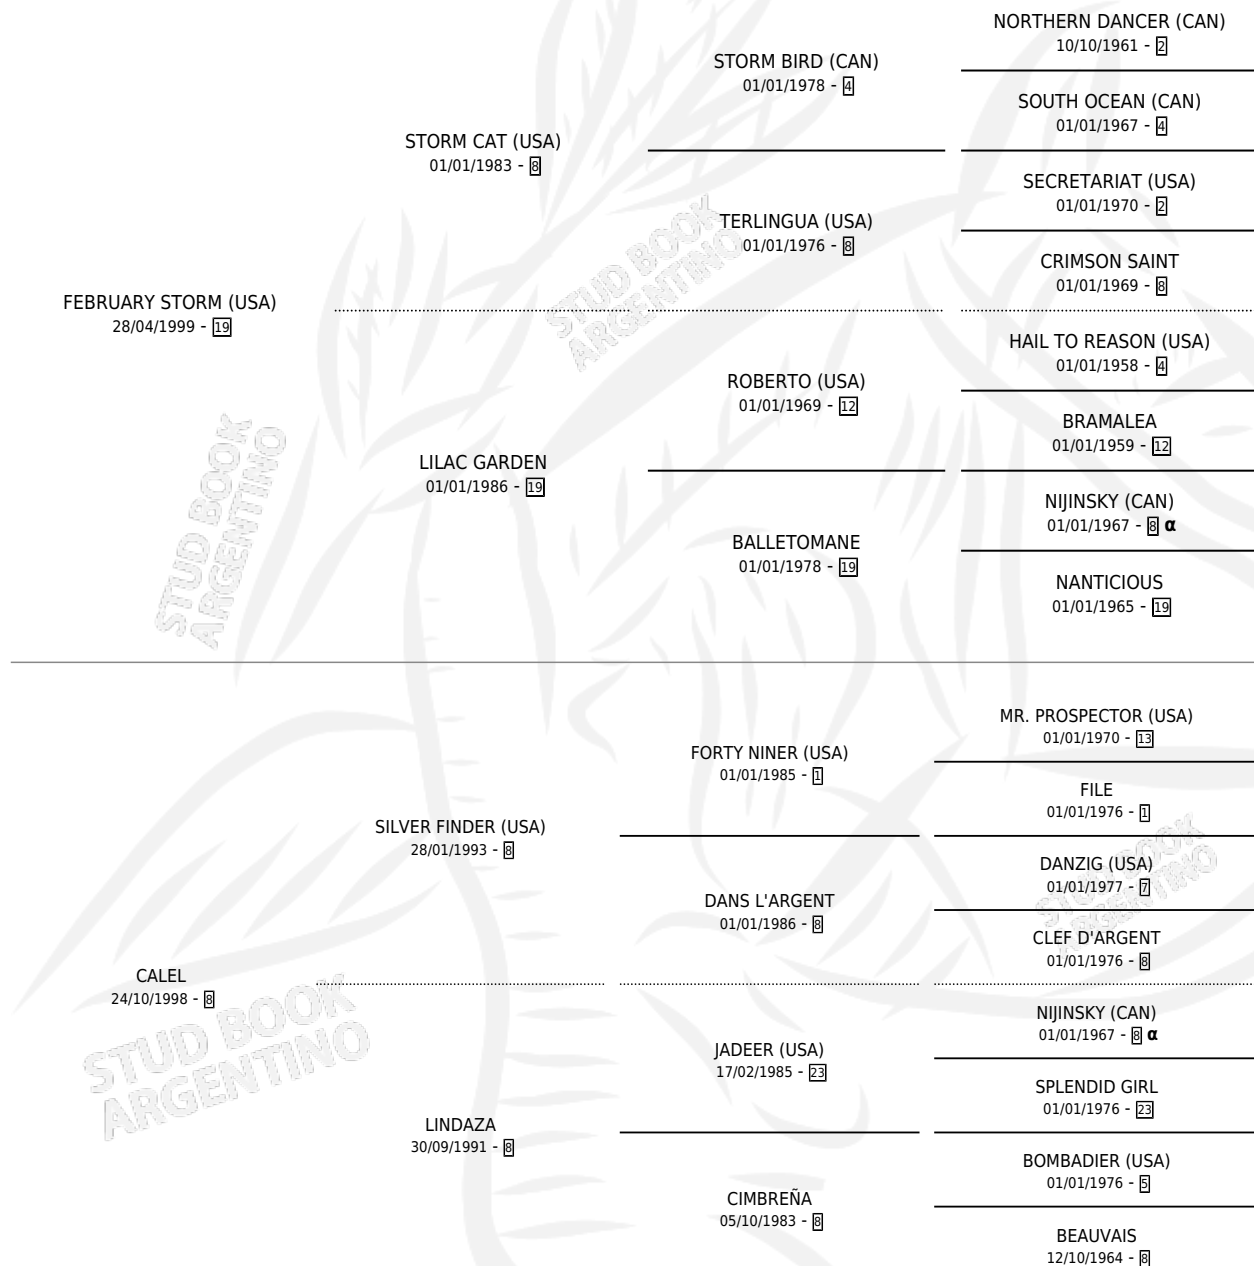 NORTHERN DANCER (CAN)
10/10/1961 - 2
STORM BIRD (CAN)
01/01/1978 - 4
SOUTH OCEAN (CAN)
01/01/1967 - 4
STORM CAT (USA)
01/01/1983 - 8
SECRETARIAT (USA)
01/01/1970 - 2
TERLINGUA (USA)
01/01/1976 - 8
CRIMSON SAINT
01/01/1969 - 8
FEBRUARY STORM (USA)
28/04/1999 - 19
HAIL TO REASON (USA)
01/01/1958 - 4
ROBERTO (USA)
01/01/1969 - 12
BRAMALEA
01/01/1959 - 12
LILAC GARDEN
01/01/1986 - 19
NIJINSKY (CAN)
01/01/1967 - 8 α
BALLETOMANE
01/01/1978 - 19
NANTICIOUS
01/01/1965 - 19
MR. PROSPECTOR (USA)
01/01/1970 - 13
FORTY NINER (USA)
01/01/1985 - 1
FILE
01/01/1976 - 1
SILVER FINDER (USA)
28/01/1993 - 8
DANZIG (USA)
01/01/1977 - 7
DANS L'ARGENT
01/01/1986 - 8
CLEF D'ARGENT
01/01/1976 - 8
CALEL
24/10/1998 - 8
NIJINSKY (CAN)
01/01/1967 - 8 α
JADEER (USA)
17/02/1985 - 23
SPLENDID GIRL
01/01/1976 - 23
LINDAZA
30/09/1991 - 8
BOMBADIER (USA)
01/01/1976 - 5
CIMBREÑA
05/10/1983 - 8
BEAUVAIS
12/10/1964 - 8
STUD BOOK
ARGENTINO
STUD BOOK
ARGENTINO
STUD BOOK
ARGENTINO
STUD BOOK
ARGENTINO